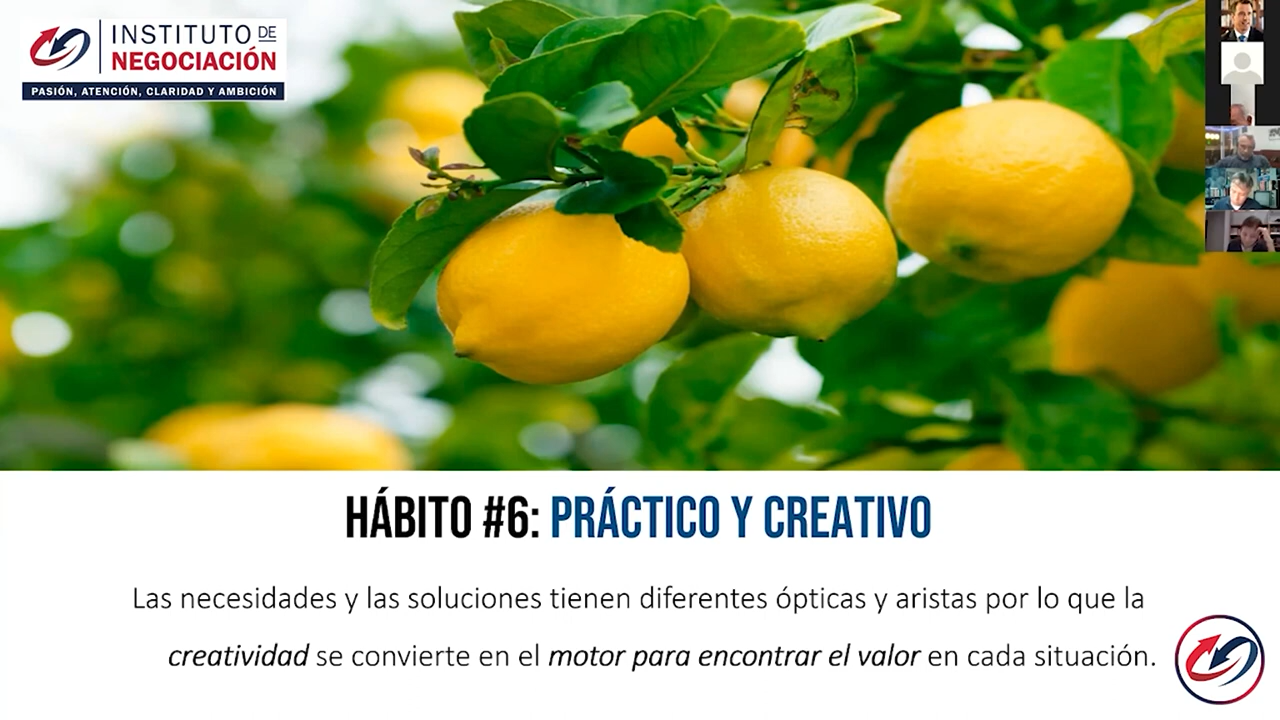 INSTITUTO DE
NEGOCIACIÓN
PASIÓN, ATENCIÓN, CLARIDAD Y AMBICIÓN
HÁBITO #6: PRÁCTICO Y CREATIVO
Las necesidades y las soluciones tienen diferentes ópticas y aristas por lo que la
creatividad se convierte en el motor para encontrar el valor en cada situación.